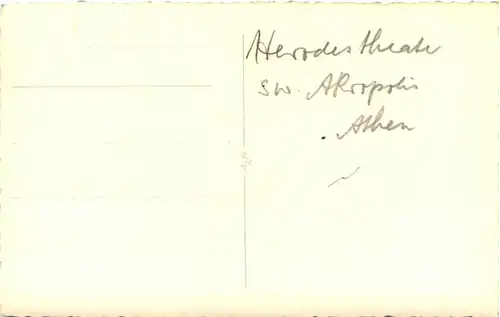 Herodestheater
sw. Akropolis
Athen